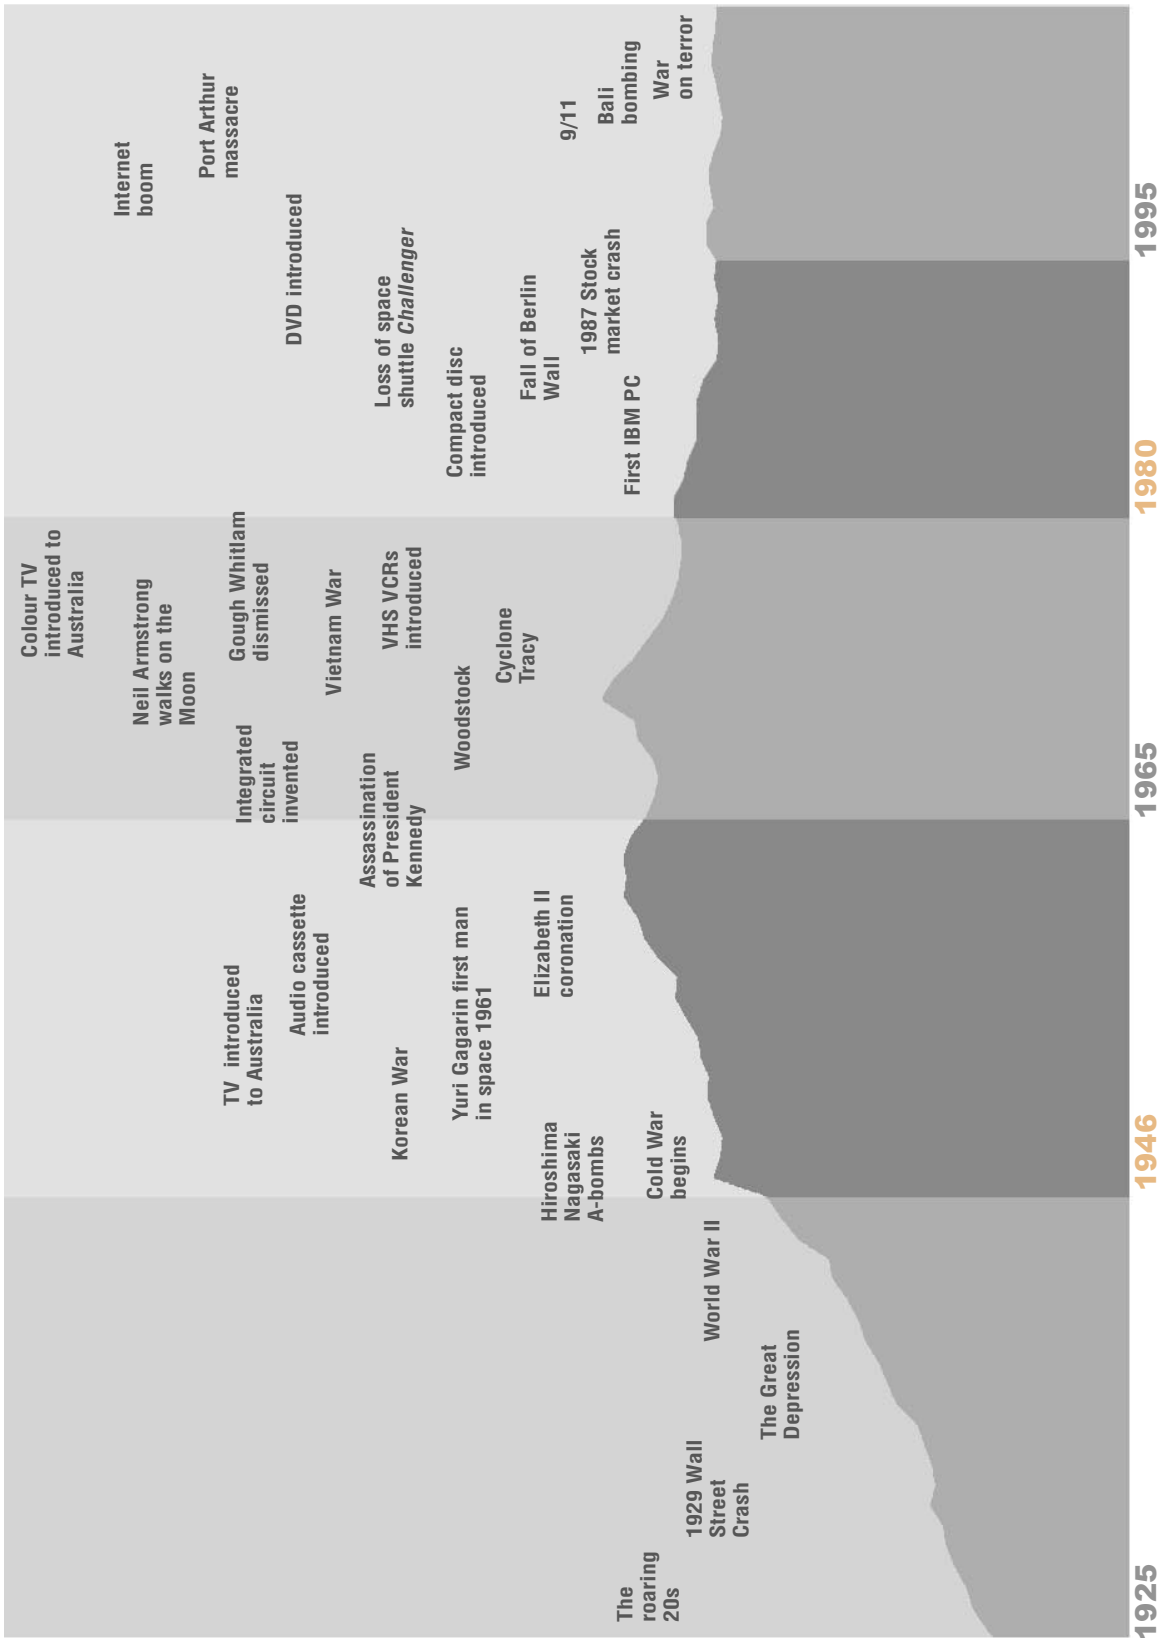 The
roaring
20s
1929 Wall
Street
Crash
The Great
Depression
World War II
Hiroshima
Nagasaki
A-bombs
Cold War
begins
Korean War
TV introduced
to Australia
Yuri Gagarin first man
in space 1961
Audio cassette
introduced
Elizabeth II
coronation
Assassination
of President
Kennedy
Integrated
circuit
invented
Woodstock
Neil Armstrong
walks on the
Moon
Vietnam War
Cyclone
Tracy
Gough Whitlam
dismissed
Colour TV
introduced to
Australia
VHS VCRs
introduced
First IBM PC
Compact disc
introduced
Loss of space
shuttle Challenger
Fall of Berlin
Wall
1987 Stock
market crash
DVD introduced
Internet
boom
Port Arthur
massacre
9/11
Bali
bombing
War
on terror
1925
1946
1965
1980
1995